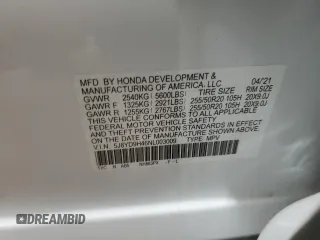 MFD. BY HONDA DEVELOPMENT & 04/21
MANUFACTURING OF AMERICA, LLC
GVWR 2540KG 5600LBS TIRE SIZE RIM SIZE
GAWR F 1325KG 2921LBS 255/50R20 105H 20X9.0J
GAWR R 1255KG 2767LBS 255/50R20 105H 20X9.0J
THIS VEHICLE CONFORMS TO ALL APPLICABLE
FEDERAL MOTOR VEHICLE SAFETY AND
THEFT PREVENTION STANDARDS IN EFFECT ON
THE DATE OF MANUFACTURE SHOWN ABOVE.
V.I.N. TYPE: MPV
© AUTOBIDMASTER
AUTOBIDMASTER.COM